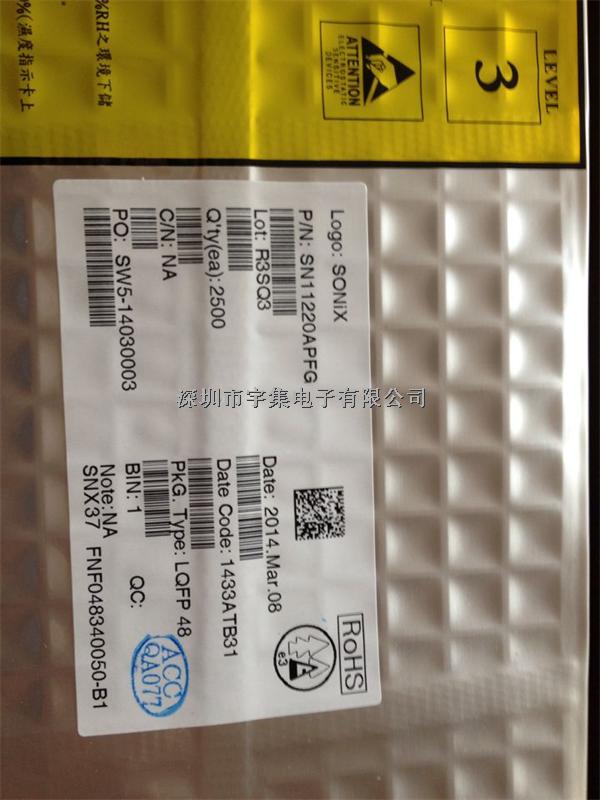 LEVEL
3
ATTENTION
ELECTROSTATIC
SENSITIVE
DEVICES
%RH之環境下儲
0%(濕度指示卡上
Logo: SONiX
P/N: SN11220APFG
Lot: R3SQ3
Q'ty(ea): 2500
C/N: NA
PO: SW5-14030003
RoHS
e3
Date: 2014.Mar.08
Date Code: 1433ATB31
PkG. Type: LQFP 48
BIN: 1
QC:
ACC
QA077
Note:NA
SNX37 FNF048340050-B1
深圳市宇集电子有限公司